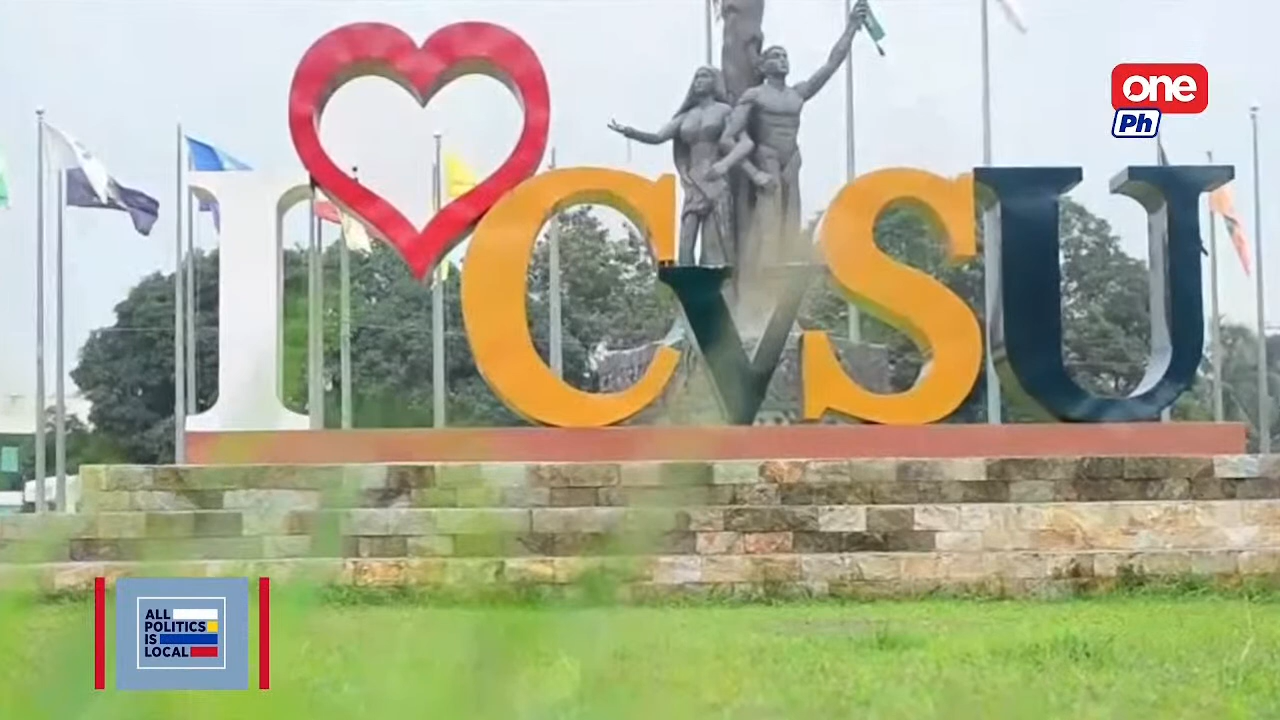 one
Ph
I CvSU
ALL
POLITICS
IS
LOCAL